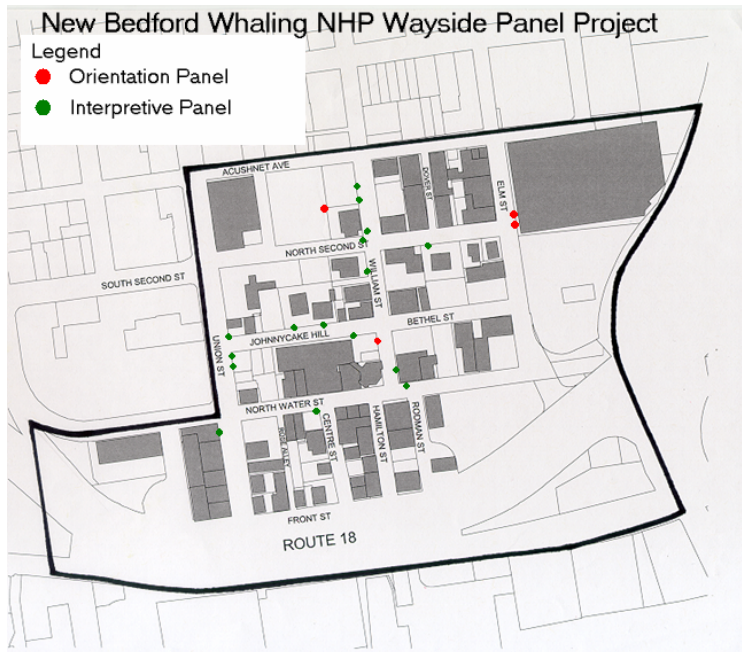 New Bedford Whaling NHP Wayside Panel Project
Legend
Orientation Panel
Interpretive Panel
ACUSHNET AVE
DOVER ST
ELM ST
NORTH SECOND ST
SOUTH SECOND ST
WILLIAM ST
BETHEL ST
JOHNNYCAKE HILL
UNION ST
NORTH WATER ST
ROSE ALLEY
CENTRE ST
HAMILTON ST
RODMAN ST
FRONT ST
ROUTE 18